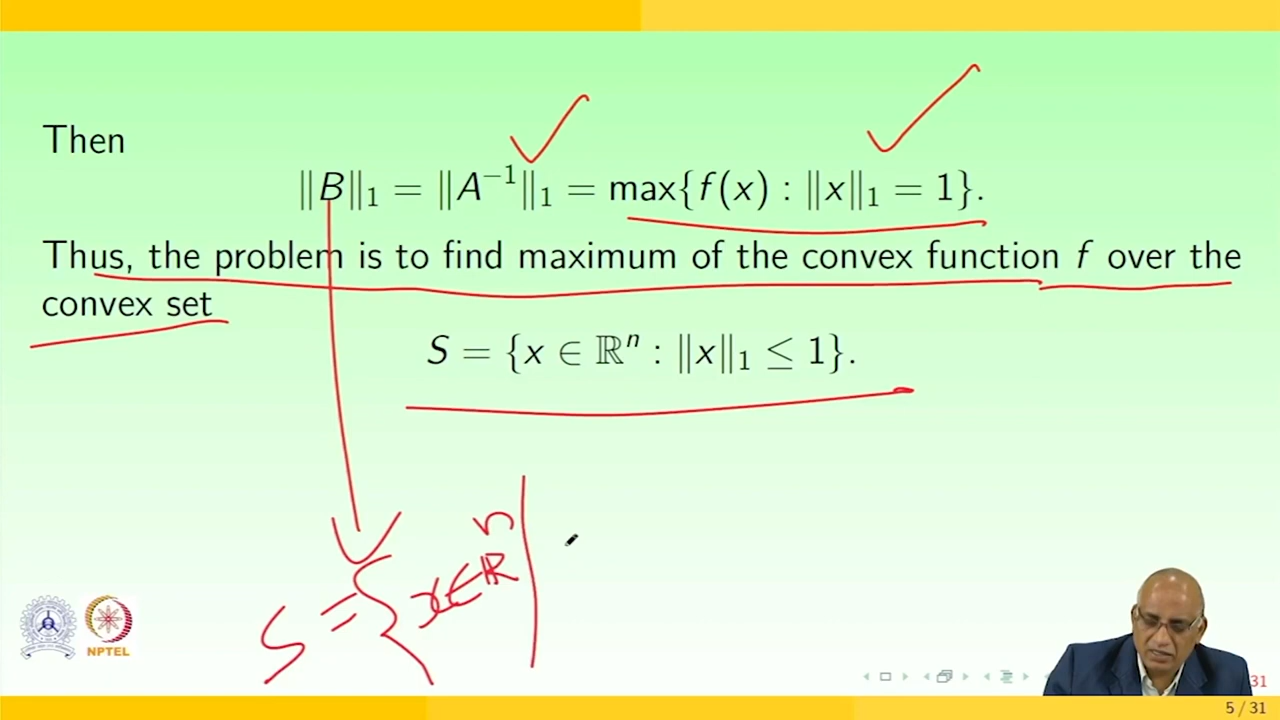 Then
‖B‖₁ = ‖A⁻¹‖₁ = max{f(x) : ‖x‖₁ = 1}.
Thus, the problem is to find maximum of the convex function f over the
convex set
S = {x ∈ ℝⁿ : ‖x‖₁ ≤ 1}.
S = {x ∈ ℝⁿ |
NPTEL
31
5 / 31